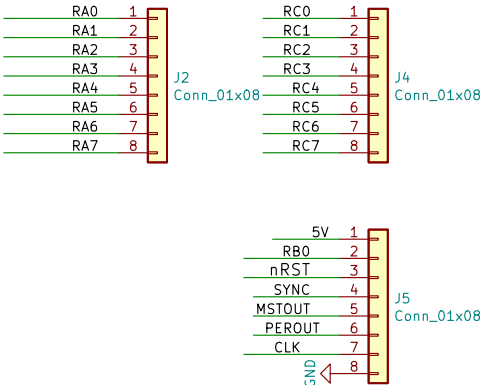 RA0 1
RA1 2
RA2 3
RA3 4
RA4 5
RA5 6
RA6 7
RA7 8
J2
Conn_01x08
RC0 1
RC1 2
RC2 3
RC3 4
RC4 5
RC5 6
RC6 7
RC7 8
J4
Conn_01x08
5V 1
RB0 2
nRST 3
SYNC 4
MSTOUT 5
PEROUT 6
CLK 7
GND 8
J5
Conn_01x08